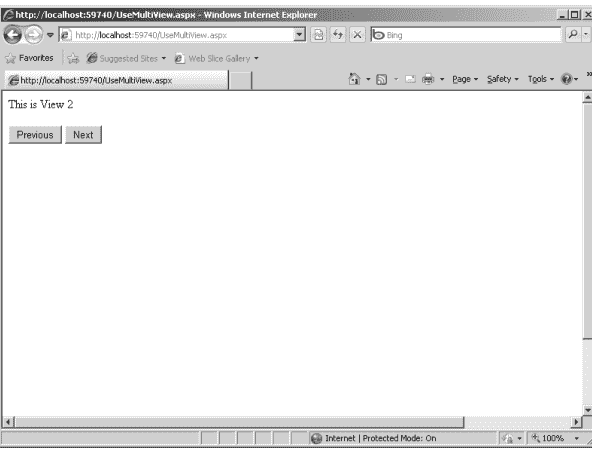 http://localhost:59740/UseMultiView.aspx - Windows Internet Explorer
http://localhost:59740/UseMultiView.aspx
Bing
Favorites
Suggested Sites
Web Slice Gallery
http://localhost:59740/UseMultiView.aspx
Page
Safety
Tools
This is View 2
Previous
Next
Internet | Protected Mode: On
100%